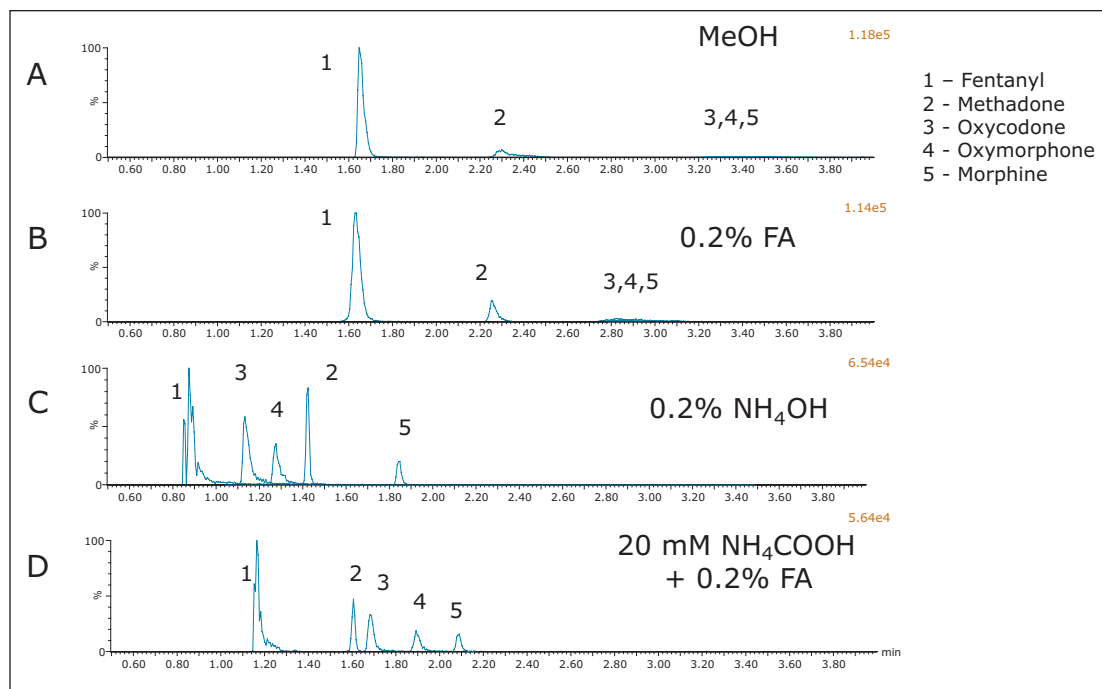 A
100
%
0
1
MeOH
1.18e5
2
3,4,5
0.60 0.80 1.00 1.20 1.40 1.60 1.80 2.00 2.20 2.40 2.60 2.80 3.00 3.20 3.40 3.60 3.80
1 – Fentanyl
2 - Methadone
3 - Oxycodone
4 - Oxymorphone
5 - Morphine
B
100
%
0
1
1.14e5
0.2% FA
2
3,4,5
0.60 0.80 1.00 1.20 1.40 1.60 1.80 2.00 2.20 2.40 2.60 2.80 3.00 3.20 3.40 3.60 3.80
C
100
%
0
1
3
4
2
5
6.54e4
0.2% NH₄OH
0.60 0.80 1.00 1.20 1.40 1.60 1.80 2.00 2.20 2.40 2.60 2.80 3.00 3.20 3.40 3.60 3.80
D
100
%
0
1
2
3
4
5
5.64e4
20 mM NH₄COOH
+ 0.2% FA
0.60 0.80 1.00 1.20 1.40 1.60 1.80 2.00 2.20 2.40 2.60 2.80 3.00 3.20 3.40 3.60 3.80 min